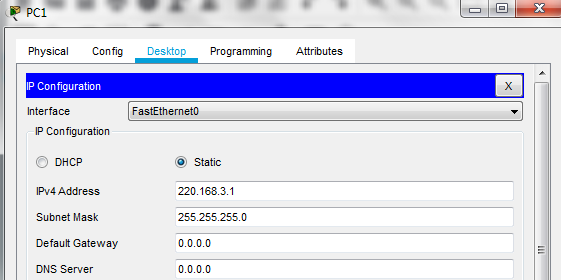 PC1
Physical Config Desktop Programming Attributes
IP Configuration X
Interface FastEthernet0
IP Configuration
DHCP Static
IPv4 Address 220.168.3.1
Subnet Mask 255.255.255.0
Default Gateway 0.0.0.0
DNS Server 0.0.0.0